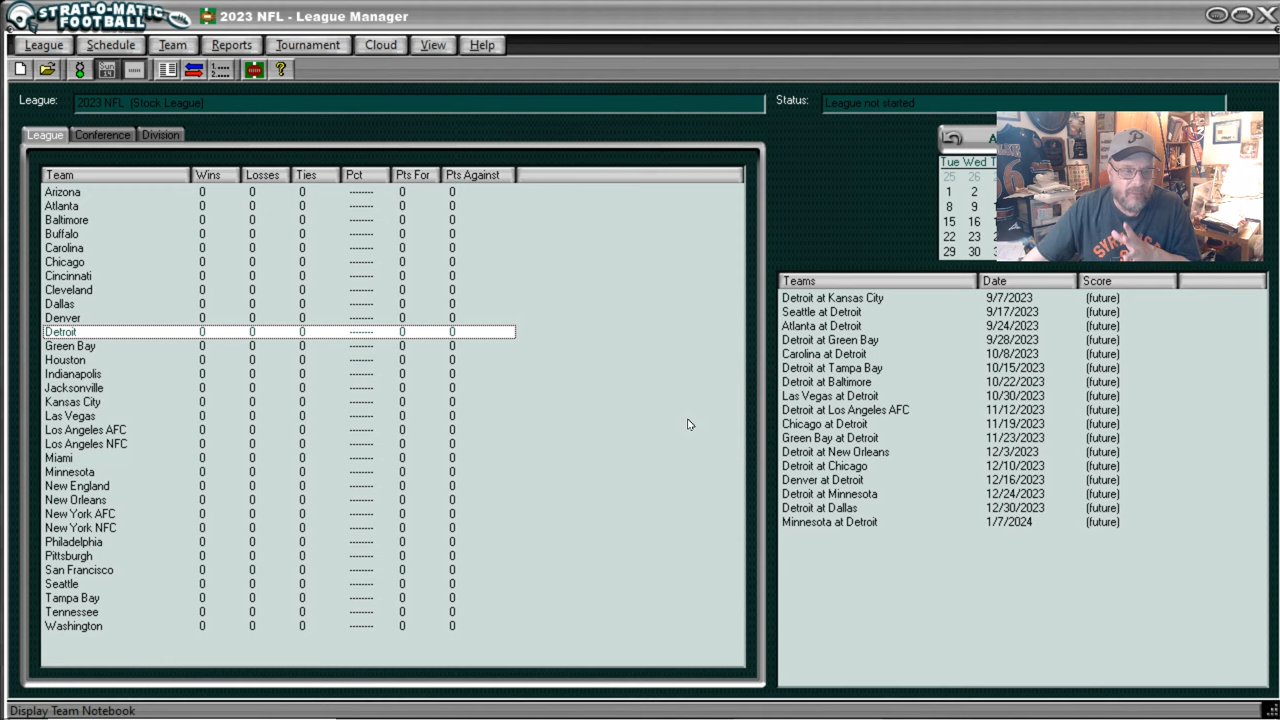 STRAT-O-MATIC
FOOTBALL
2023 NFL - League Manager
League Schedule Team Reports Tournament Cloud View Help
League: 2023 NFL (Stock League) Status: League not started
League Conference Division
Tue Wed
25 26
1 2
8 9
15 16
22 23
29 30
Team Wins Losses Ties Pct Pts For Pts Against
Arizona 0 0 0 -------- 0 0
Atlanta 0 0 0 -------- 0 0
Baltimore 0 0 0 -------- 0 0
Buffalo 0 0 0 -------- 0 0
Carolina 0 0 0 -------- 0 0
Chicago 0 0 0 -------- 0 0
Cincinnati 0 0 0 -------- 0 0
Cleveland 0 0 0 -------- 0 0
Dallas 0 0 0 -------- 0 0
Denver 0 0 0 -------- 0 0
Detroit 0 0 0 -------- 0 0
Green Bay 0 0 0 -------- 0 0
Houston 0 0 0 -------- 0 0
Indianapolis 0 0 0 -------- 0 0
Jacksonville 0 0 0 -------- 0 0
Kansas City 0 0 0 -------- 0 0
Las Vegas 0 0 0 -------- 0 0
Los Angeles AFC 0 0 0 -------- 0 0
Los Angeles NFC 0 0 0 -------- 0 0
Miami 0 0 0 -------- 0 0
Minnesota 0 0 0 -------- 0 0
New England 0 0 0 -------- 0 0
New Orleans 0 0 0 -------- 0 0
New York AFC 0 0 0 -------- 0 0
New York NFC 0 0 0 -------- 0 0
Philadelphia 0 0 0 -------- 0 0
Pittsburgh 0 0 0 -------- 0 0
San Francisco 0 0 0 -------- 0 0
Seattle 0 0 0 -------- 0 0
Tampa Bay 0 0 0 -------- 0 0
Tennessee 0 0 0 -------- 0 0
Washington 0 0 0 -------- 0 0
Teams Date Score
Detroit at Kansas City 9/7/2023 (future)
Seattle at Detroit 9/17/2023 (future)
Atlanta at Detroit 9/24/2023 (future)
Detroit at Green Bay 9/28/2023 (future)
Carolina at Detroit 10/8/2023 (future)
Detroit at Tampa Bay 10/15/2023 (future)
Detroit at Baltimore 10/22/2023 (future)
Las Vegas at Detroit 10/30/2023 (future)
Detroit at Los Angeles AFC 11/12/2023 (future)
Chicago at Detroit 11/19/2023 (future)
Green Bay at Detroit 11/23/2023 (future)
Detroit at New Orleans 12/3/2023 (future)
Detroit at Chicago 12/10/2023 (future)
Denver at Detroit 12/16/2023 (future)
Detroit at Minnesota 12/24/2023 (future)
Detroit at Dallas 12/30/2023 (future)
Minnesota at Detroit 1/7/2024 (future)
Display Team Notebook